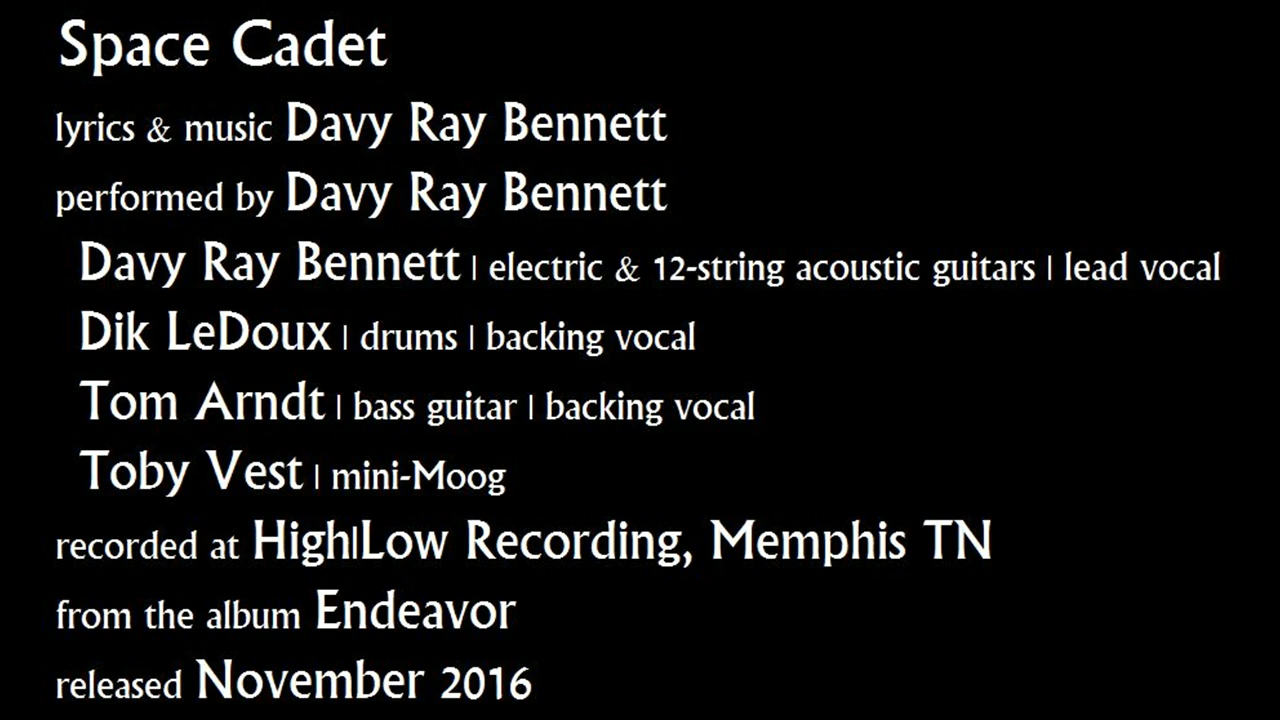 Space Cadet
lyrics & music Davy Ray Bennett
performed by Davy Ray Bennett
Davy Ray Bennett | electric & 12-string acoustic guitars | lead vocal
Dik LeDoux | drums | backing vocal
Tom Arndt | bass guitar | backing vocal
Toby Vest | mini-Moog
recorded at High|Low Recording, Memphis TN
from the album Endeavor
released November 2016